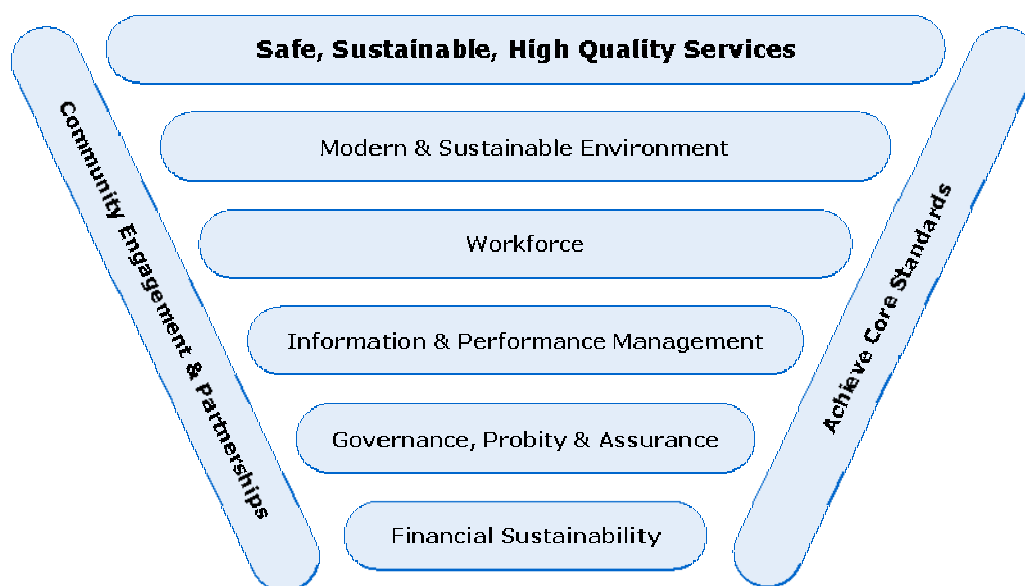 Safe, Sustainable, High Quality Services
Community Engagement & Partnerships
Modern & Sustainable Environment
Workforce
Information & Performance Management
Governance, Probity & Assurance
Financial Sustainability
Achieve Core Standards